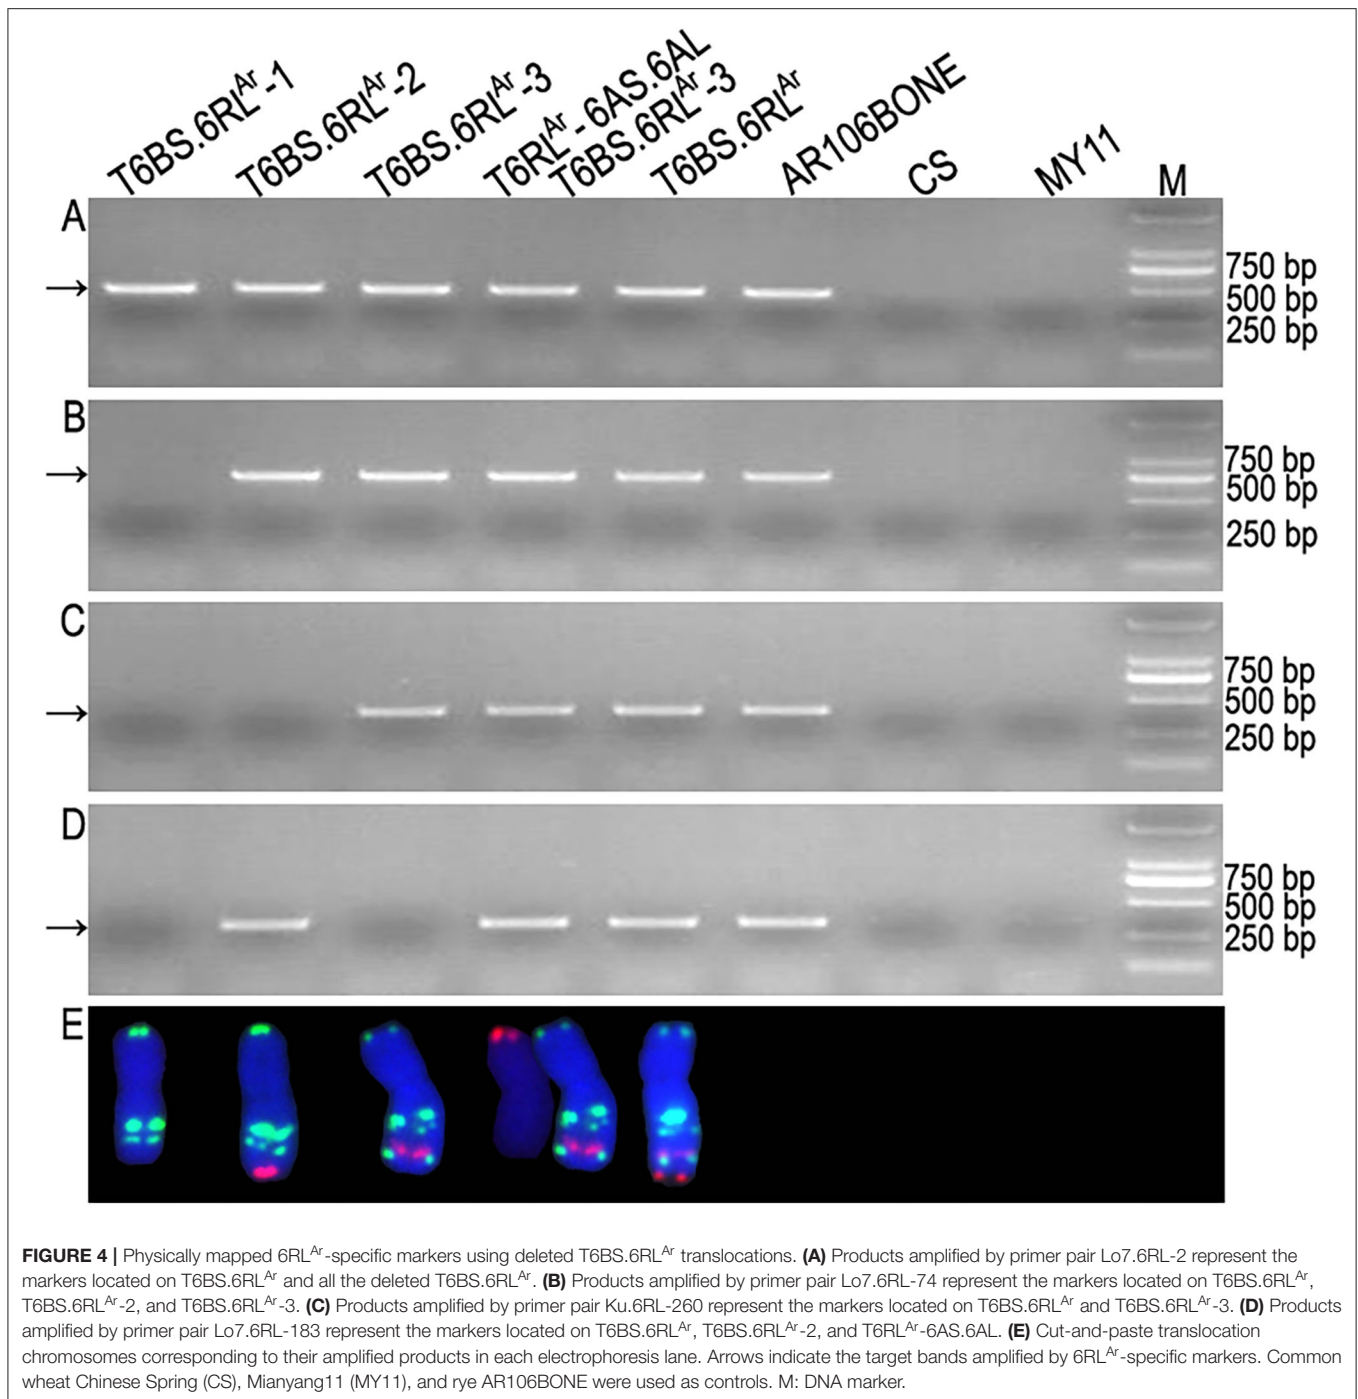 T6BS.6RL^Ar-1
T6BS.6RL^Ar-2
T6BS.6RL^Ar-3
T6RL^Ar-6AS.6AL
T6BS.6RL^Ar-3
T6BS.6RL^Ar
AR106BONE
CS
MY11
M
A
→
750 bp
500 bp
250 bp
B
→
750 bp
500 bp
250 bp
C
→
750 bp
500 bp
250 bp
D
→
750 bp
500 bp
250 bp
E
FIGURE 4 | Physically mapped 6RL^Ar-specific markers using deleted T6BS.6RL^Ar translocations. (A) Products amplified by primer pair Lo7.6RL-2 represent the
markers located on T6BS.6RL^Ar and all the deleted T6BS.6RL^Ar. (B) Products amplified by primer pair Lo7.6RL-74 represent the markers located on T6BS.6RL^Ar,
T6BS.6RL^Ar-2, and T6BS.6RL^Ar-3. (C) Products amplified by primer pair Ku.6RL-260 represent the markers located on T6BS.6RL^Ar and T6BS.6RL^Ar-3. (D) Products
amplified by primer pair Lo7.6RL-183 represent the markers located on T6BS.6RL^Ar, T6BS.6RL^Ar-2, and T6RL^Ar-6AS.6AL. (E) Cut-and-paste translocation
chromosomes corresponding to their amplified products in each electrophoresis lane. Arrows indicate the target bands amplified by 6RL^Ar-specific markers. Common
wheat Chinese Spring (CS), Mianyang11 (MY11), and rye AR106BONE were used as controls. M: DNA marker.